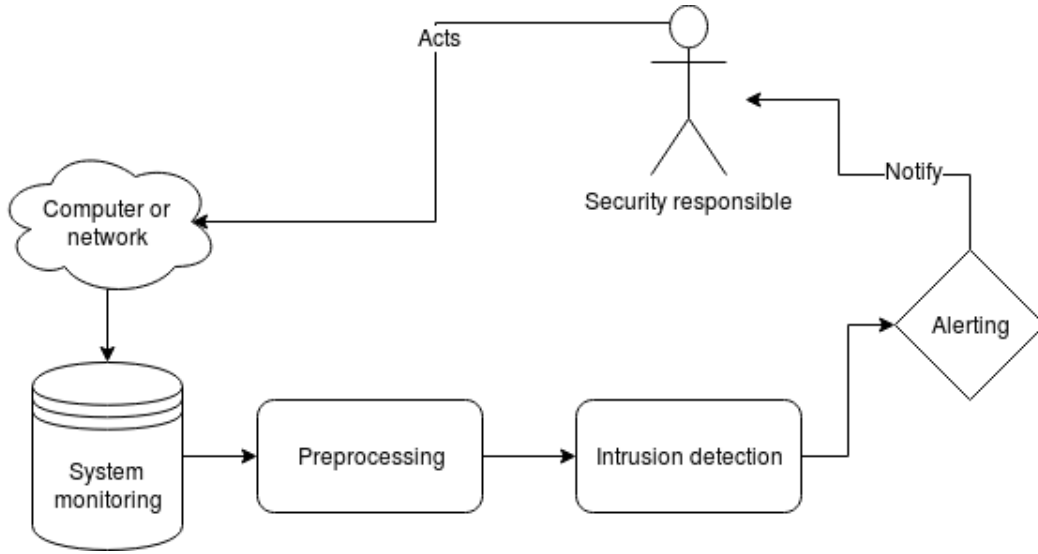 Acts
Computer or
network
Security responsible
Notify
Alerting
System
monitoring
Preprocessing
Intrusion detection